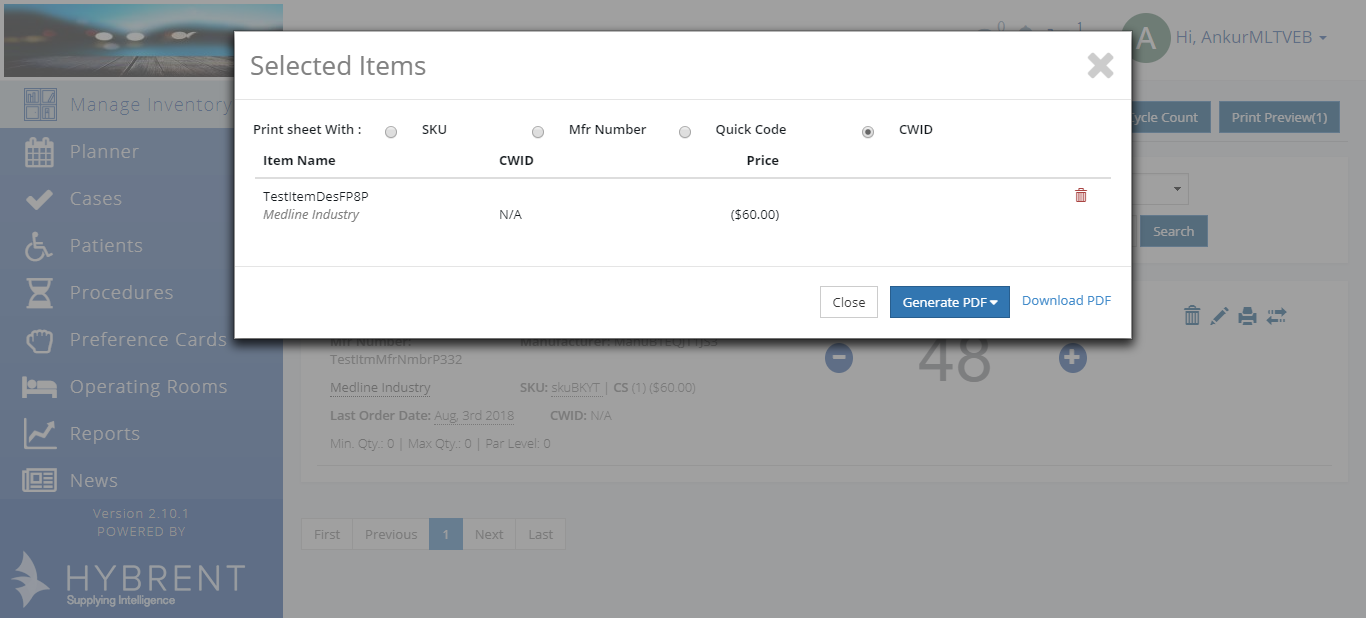 0
1
A
Hi, AnkurMLTVEB
Selected Items
Manage Inventory
Planner
Cases
Patients
Procedures
Preference Cards
Operating Rooms
Reports
News
Version 2.10.1
POWERED BY
HYBRENT
Supplying Intelligence
ycle Count
Print Preview(1)
Print sheet With :
SKU
Mfr Number
Quick Code
CWID
Item Name
CWID
Price
TestItemDesFP8P
Medline Industry
N/A
($60.00)
Search
Close
Generate PDF
Download PDF
Mfr Number:
TestItmMfrNmbrP332
Medline Industry
SKU: skuBKYT | CS (1) ($60.00)
Last Order Date: Aug, 3rd 2018
CWID: N/A
Min. Qty.: 0 | Max Qty.: 0 | Par Level: 0
48
First
Previous
1
Next
Last